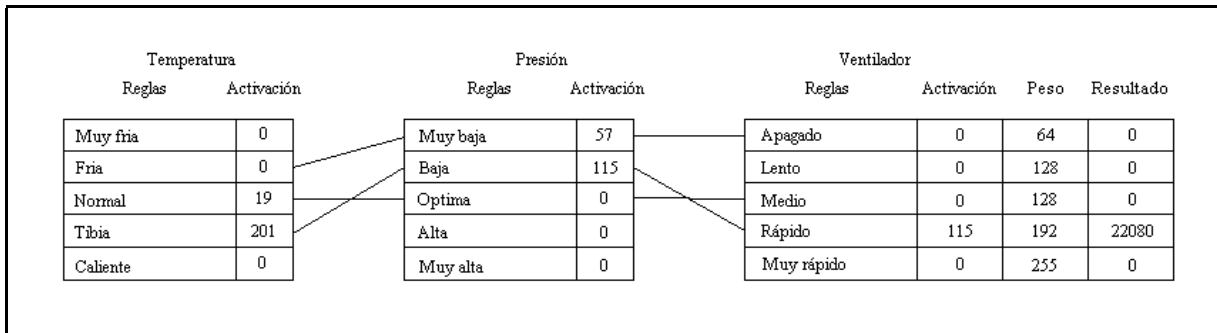 Temperatura Presión Ventilador
Reglas Activación Reglas Activación Reglas Activación Peso Resultado
Muy fria 0 Muy baja 57 Apagado 0 64 0
Fria 0 Baja 115 Lento 0 128 0
Normal 19 Optima 0 Medio 0 128 0
Tibia 201 Alta 0 Rápido 115 192 22080
Caliente 0 Muy alta 0 Muy rápido 0 255 0